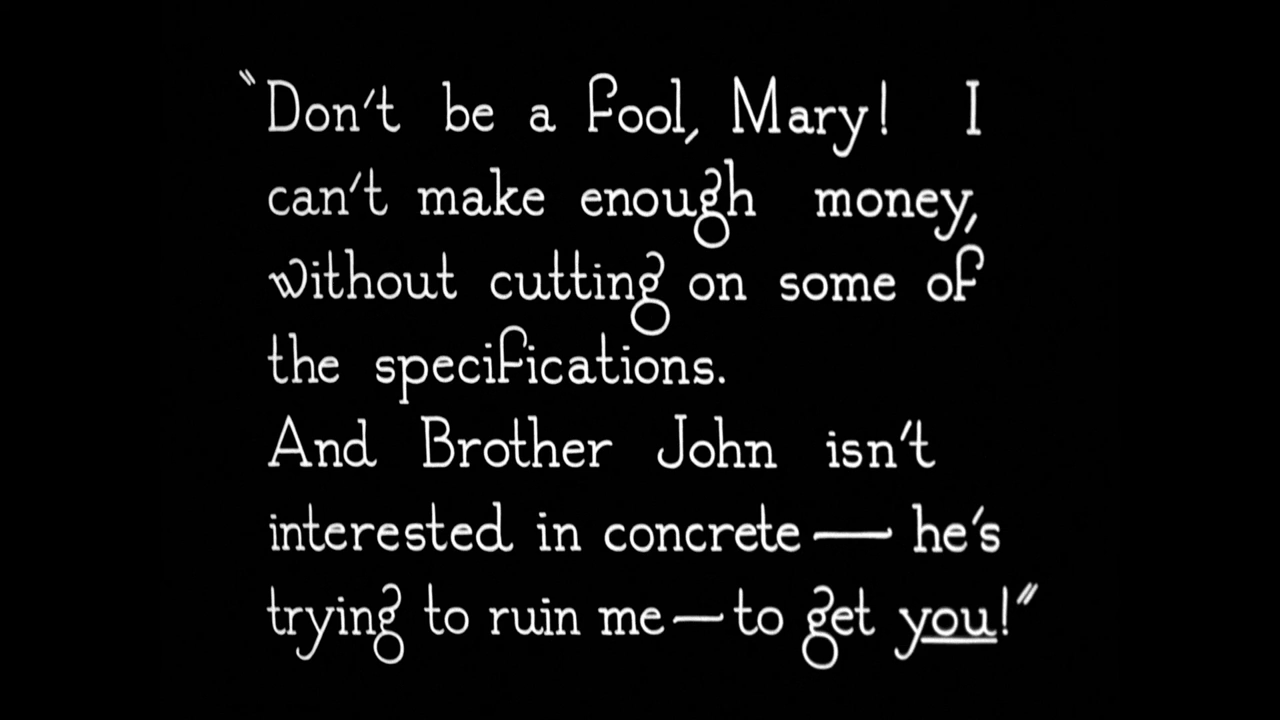 "Don't be a fool, Mary! I
can't make enough money,
without cutting on some of
the specifications.
And Brother John isn't
interested in concrete — he's
trying to ruin me — to get you!"